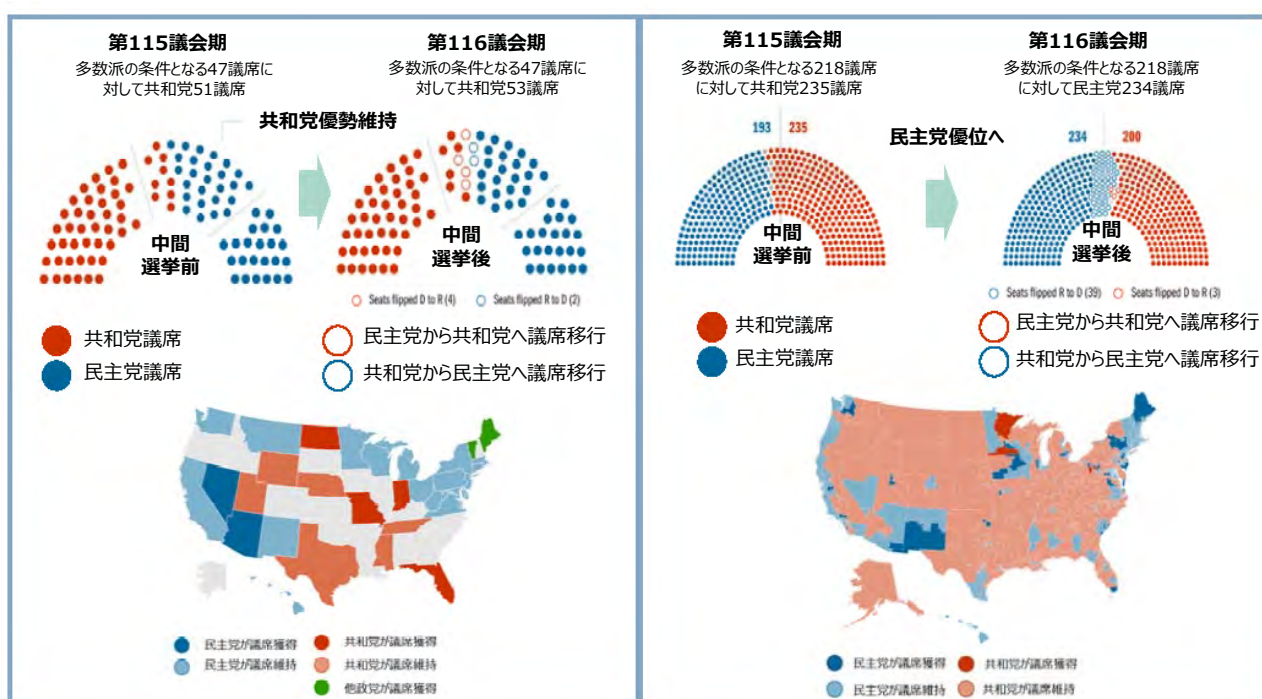 第115議会期
多数派の条件となる47議席に
対して共和党51議席
第116議会期
多数派の条件となる47議席に
対して共和党53議席
共和党優勢維持
中間
選挙前
中間
選挙後
Seats flipped D to R (4)
Seats flipped R to D (2)
共和党議席
民主党議席
民主党から共和党へ議席移行
共和党から民主党へ議席移行
民主党が議席獲得
民主党が議席維持
共和党が議席獲得
共和党が議席維持
他政党が議席獲得
第115議会期
多数派の条件となる218議席
に対して共和党235議席
第116議会期
多数派の条件となる218議席
に対して民主党234議席
193
235
民主党優位へ
234
200
中間
選挙前
中間
選挙後
Seats flipped R to D (39)
Seats flipped D to R (3)
共和党議席
民主党議席
民主党から共和党へ議席移行
共和党から民主党へ議席移行
民主党が議席獲得
民主党が議席維持
共和党が議席獲得
共和党が議席維持